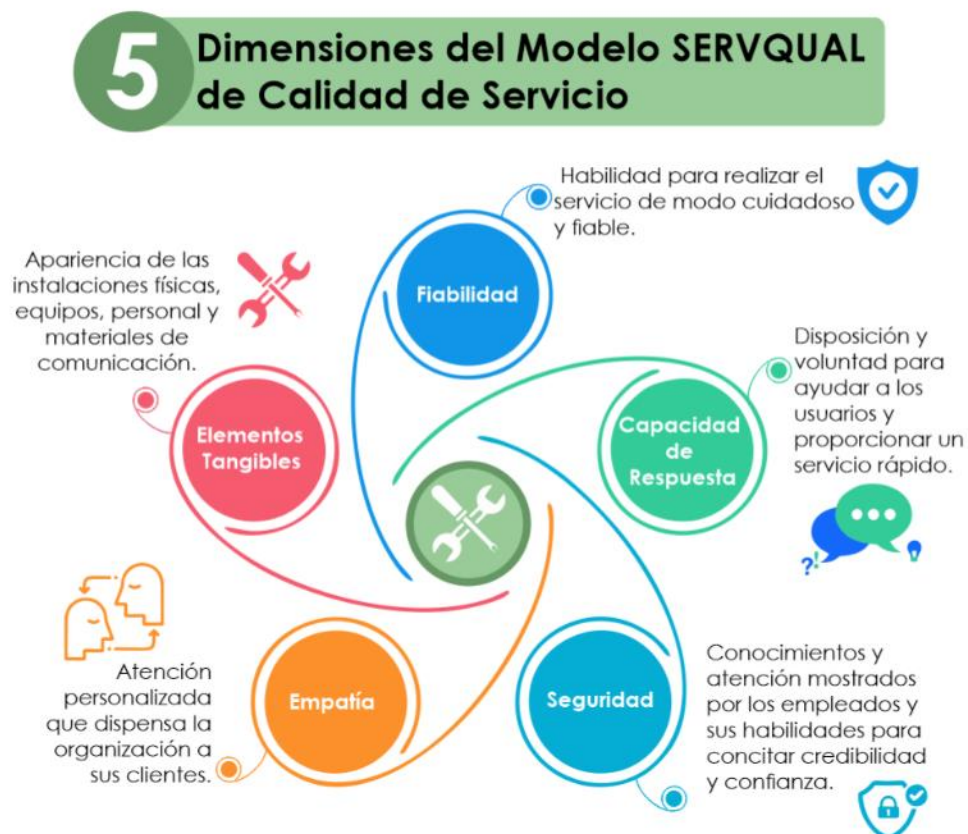 5
Dimensiones del Modelo SERVQUAL
de Calidad de Servicio
Habilidad para realizar el
servicio de modo cuidadoso
y fiable.
Fiabilidad
Apariencia de las
instalaciones físicas,
equipos, personal y
materiales de
comunicación.
Elementos
Tangibles
Disposición y
voluntad para
ayudar a los
usuarios y
proporcionar un
servicio rápido.
Capacidad
de
Respuesta
?!
Atención
personalizada
que dispensa la
organización a
sus clientes.
Empatía
Seguridad
Conocimientos y
atención mostrados
por los empleados y
sus habilidades para
concitar credibilidad
y confianza.